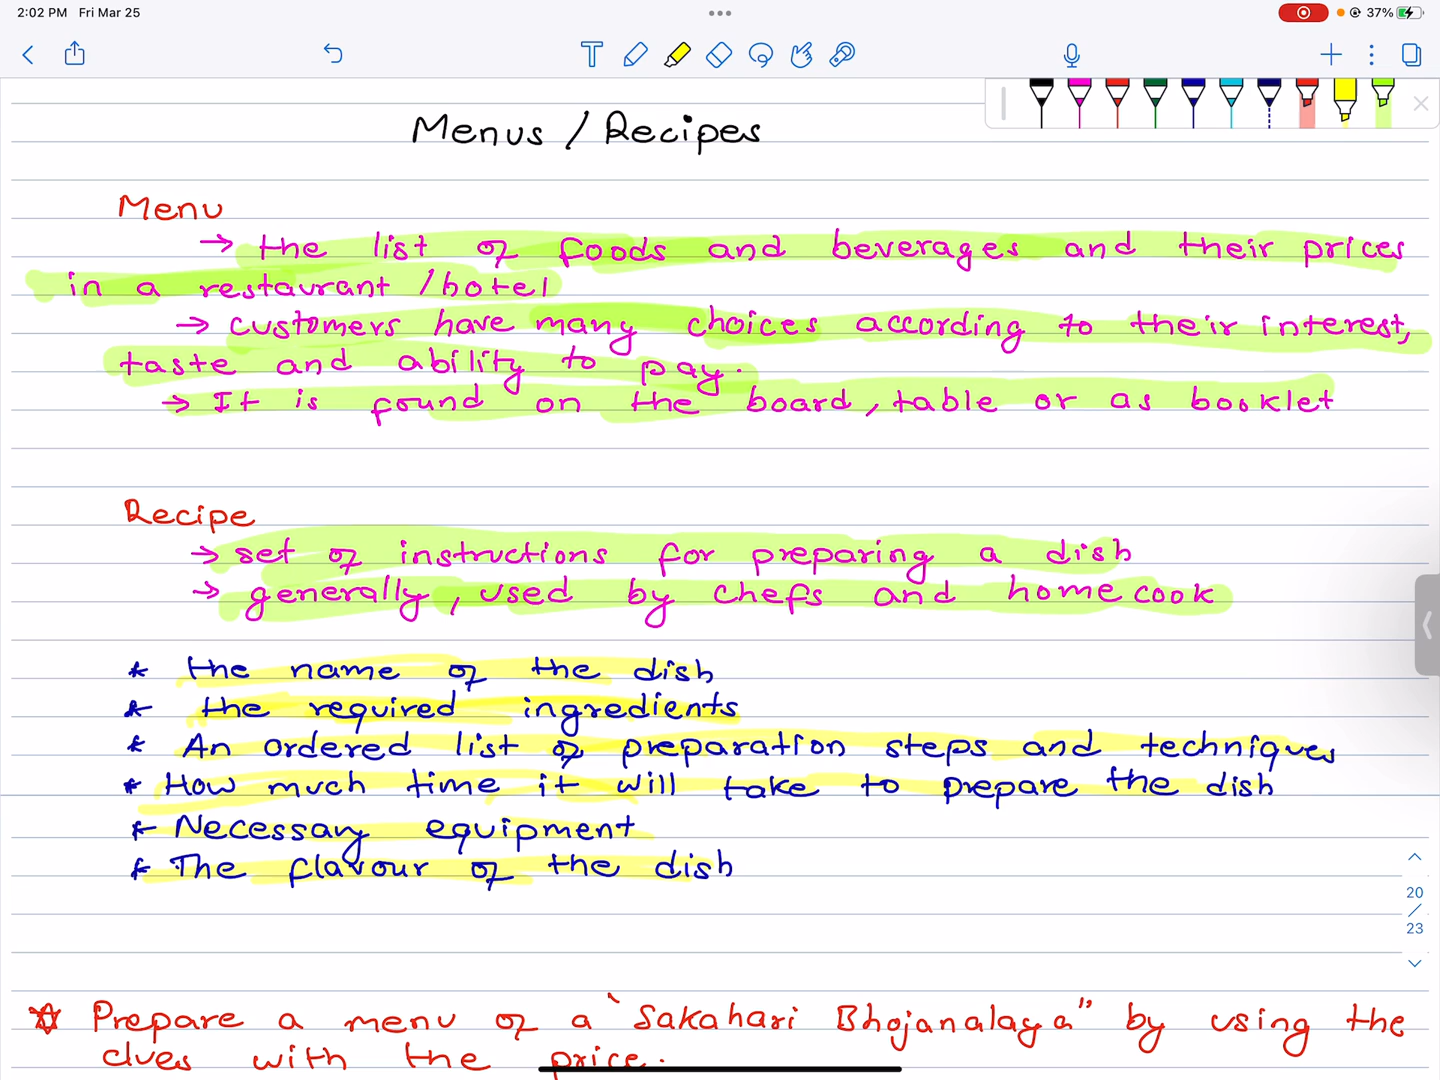 2:02 PM Fri Mar 25
37%
Menus / Recipes
Menu
→ the list of foods and beverages and their prices
in a restaurant / hotel
→ customers have many choices according to their interest,
taste and ability to pay.
→ It is found on the board, table or as booklet
Recipe
→ set of instructions for preparing a dish
→ generally, used by chefs and home cook
* the name of the dish
* the required ingredients
* An ordered list of preparation steps and techniques
* How much time it will take to prepare the dish
* Necessary equipment
* The flavour of the dish
20
/
23
☆ Prepare a menu of a "Sakahari Bhojanalaya" by using the
clues with the price.